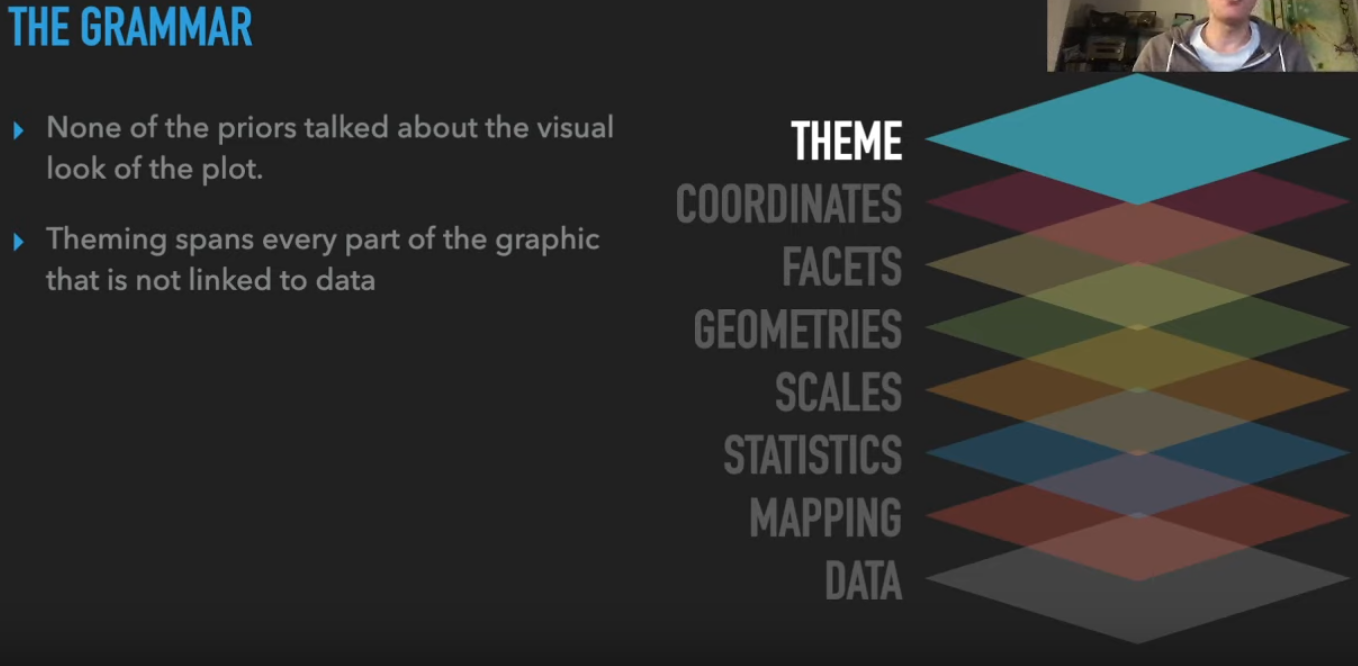 THE GRAMMAR
None of the priors talked about the visual
look of the plot.
Theming spans every part of the graphic
that is not linked to data
THEME
COORDINATES
FACETS
GEOMETRIES
SCALES
STATISTICS
MAPPING
DATA